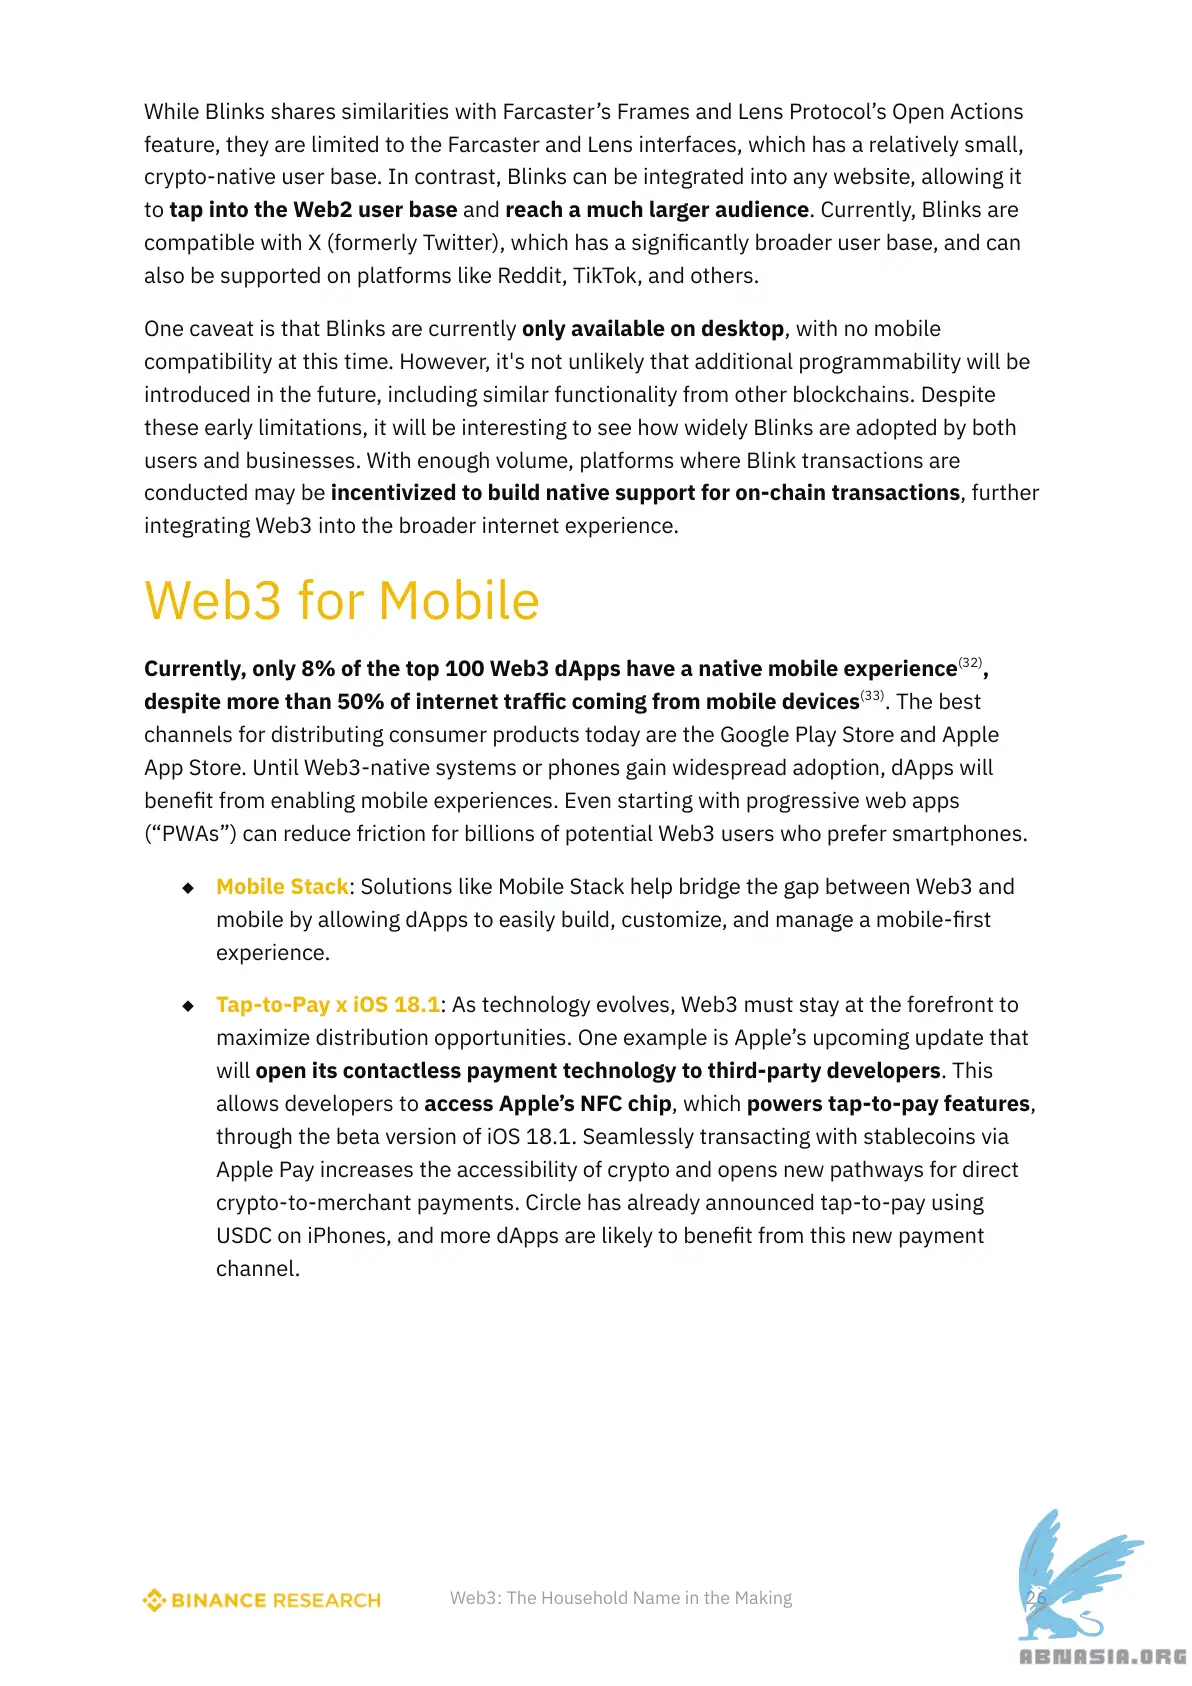 While Blinks shares similarities with Farcaster’s Frames and Lens Protocol’s Open Actions
feature, they are limited to the Farcaster and Lens interfaces, which has a relatively small,
crypto-native user base. In contrast, Blinks can be integrated into any website, allowing it
to tap into the Web2 user base and reach a much larger audience. Currently, Blinks are
compatible with X (formerly Twitter), which has a significantly broader user base, and can
also be supported on platforms like Reddit, TikTok, and others.
One caveat is that Blinks are currently only available on desktop, with no mobile
compatibility at this time. However, it's not unlikely that additional programmability will be
introduced in the future, including similar functionality from other blockchains. Despite
these early limitations, it will be interesting to see how widely Blinks are adopted by both
users and businesses. With enough volume, platforms where Blink transactions are
conducted may be incentivized to build native support for on-chain transactions, further
integrating Web3 into the broader internet experience.
Web3 for Mobile
Currently, only 8% of the top 100 Web3 dApps have a native mobile experience(32),
despite more than 50% of internet traffic coming from mobile devices(33). The best
channels for distributing consumer products today are the Google Play Store and Apple
App Store. Until Web3-native systems or phones gain widespread adoption, dApps will
benefit from enabling mobile experiences. Even starting with progressive web apps
(“PWAs”) can reduce friction for billions of potential Web3 users who prefer smartphones.
◆ Mobile Stack: Solutions like Mobile Stack help bridge the gap between Web3 and
mobile by allowing dApps to easily build, customize, and manage a mobile-first
experience.
◆ Tap-to-Pay x iOS 18.1: As technology evolves, Web3 must stay at the forefront to
maximize distribution opportunities. One example is Apple’s upcoming update that
will open its contactless payment technology to third-party developers. This
allows developers to access Apple’s NFC chip, which powers tap-to-pay features,
through the beta version of iOS 18.1. Seamlessly transacting with stablecoins via
Apple Pay increases the accessibility of crypto and opens new pathways for direct
crypto-to-merchant payments. Circle has already announced tap-to-pay using
USDC on iPhones, and more dApps are likely to benefit from this new payment
channel.
BINANCE RESEARCH
Web3: The Household Name in the Making
26
ABNASIA.ORG